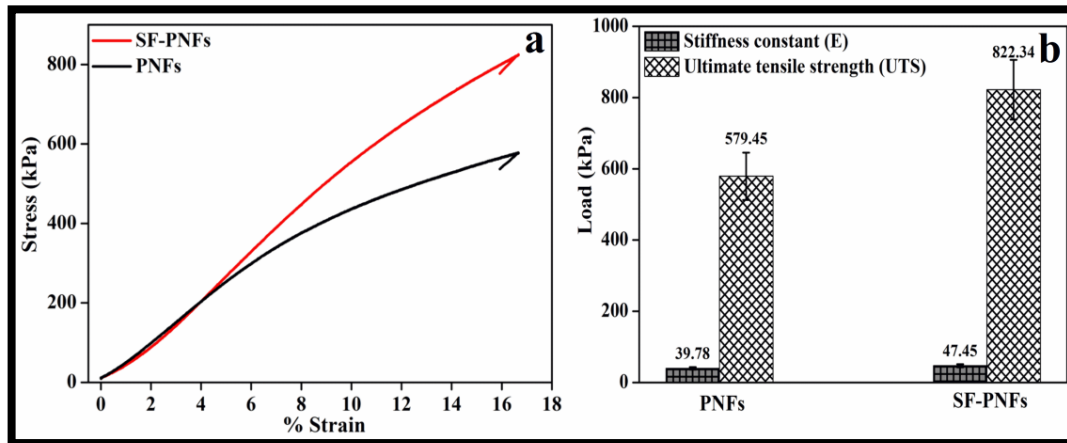 a
SF-PNFs
PNFs
Stress (kPa)
800
600
400
200
0
0 2 4 6 8 10 12 14 16 18
% Strain
b
Stiffness constant (E)
Ultimate tensile strength (UTS)
Load (kPa)
1000
800
600
400
200
0
39.78
579.45
47.45
822.34
PNFs
SF-PNFs